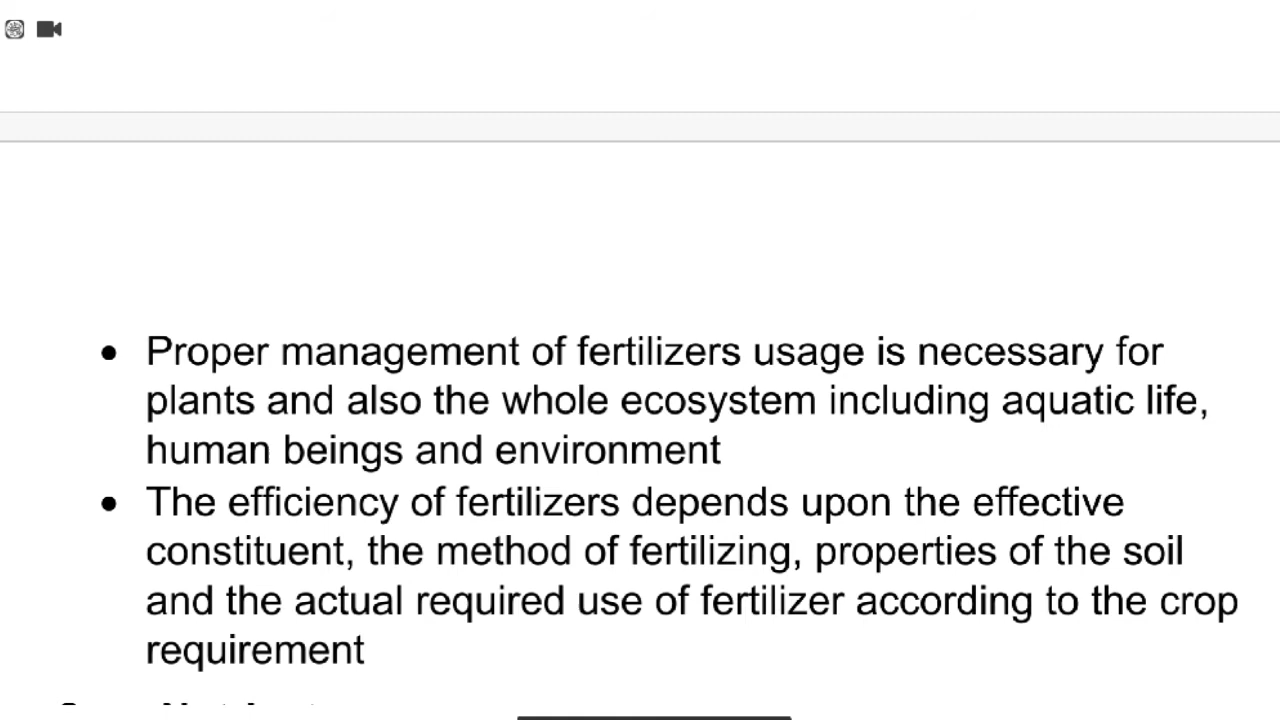 Proper management of fertilizers usage is necessary for
plants and also the whole ecosystem including aquatic life,
human beings and environment
The efficiency of fertilizers depends upon the effective
constituent, the method of fertilizing, properties of the soil
and the actual required use of fertilizer according to the crop
requirement